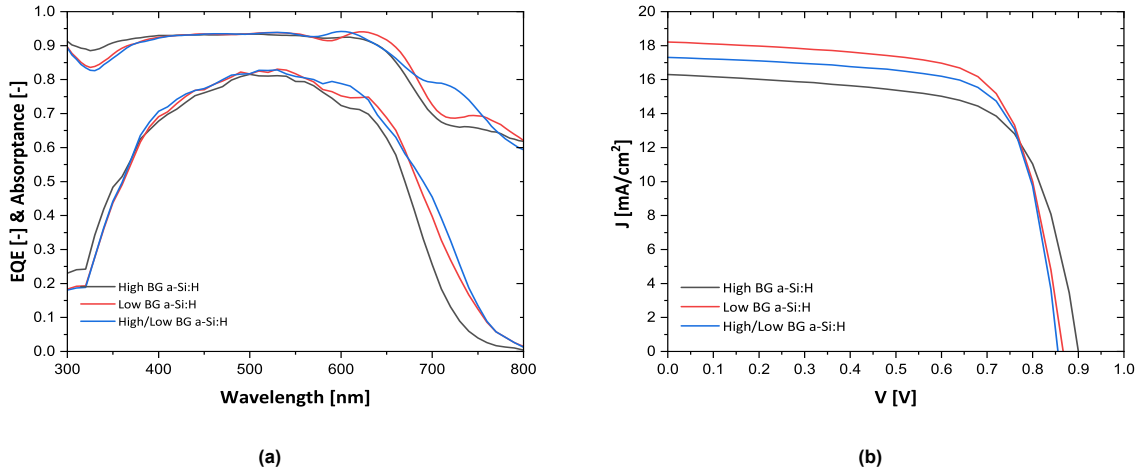 1.0
0.9
0.8
0.7
0.6
0.5
0.4
0.3
0.2
0.1
0.0
EQE [-] & Absorptance [-]
High BG a-Si:H
Low BG a-Si:H
High/Low BG a-Si:H
300 400 500 600 700 800
Wavelength [nm]
(a)
20
18
16
14
12
10
8
6
4
2
0
J [mA/cm²]
High BG a-Si:H
Low BG a-Si:H
High/Low BG a-Si:H
0.0 0.1 0.2 0.3 0.4 0.5 0.6 0.7 0.8 0.9 1.0
V [V]
(b)